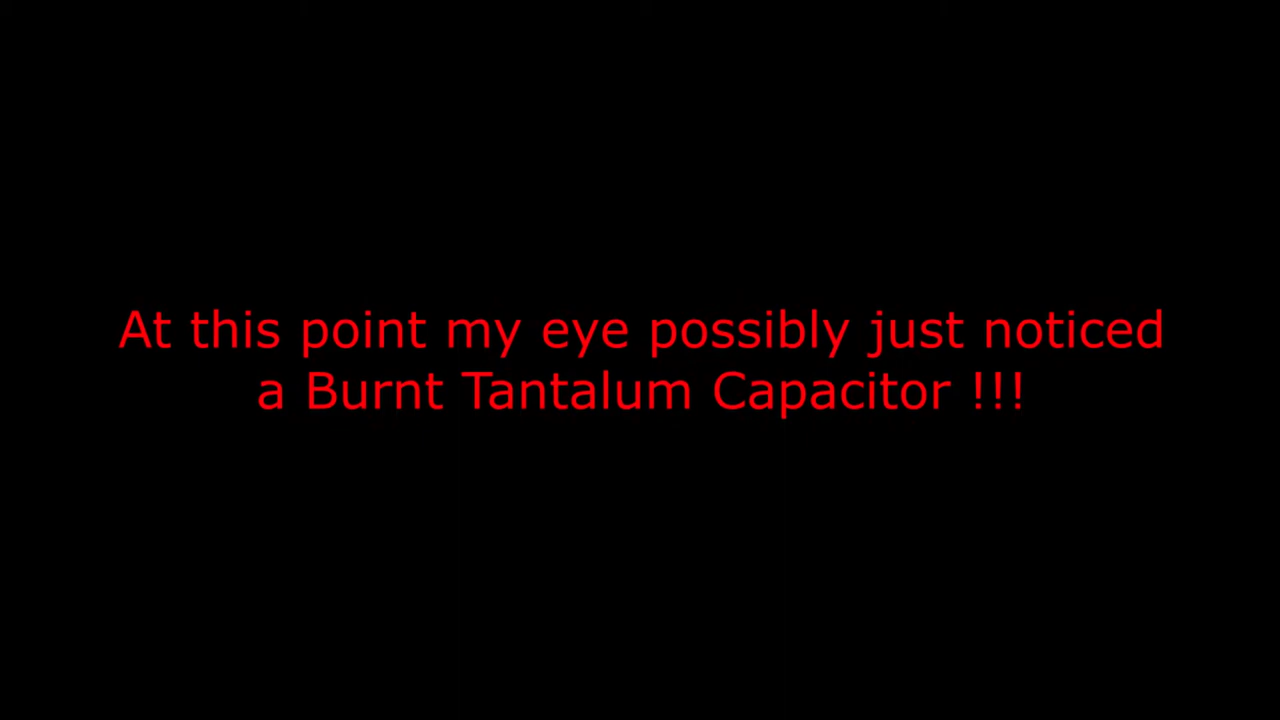 At this point my eye possibly just noticed
a Burnt Tantalum Capacitor !!!